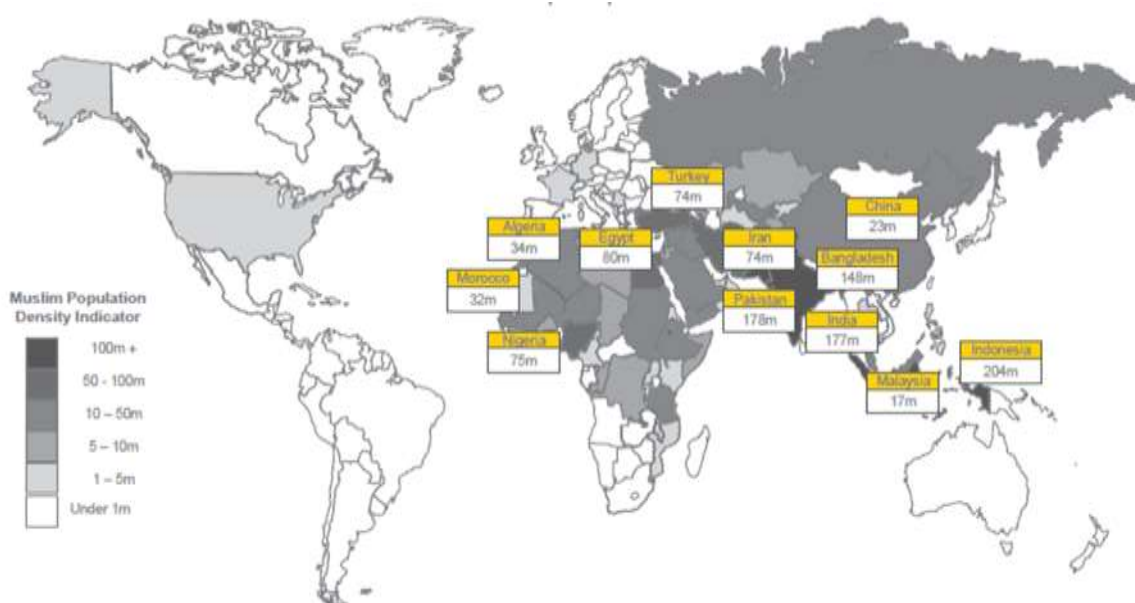 Turkey
74m
China
23m
Algeria
34m
Egypt
80m
Iran
74m
Bangladesh
148m
Morocco
32m
Pakistan
178m
India
177m
Nigeria
75m
Indonesia
204m
Malaysia
17m
Muslim Population
Density Indicator
100m +
50 - 100m
10 – 50m
5 – 10m
1 – 5m
Under 1m